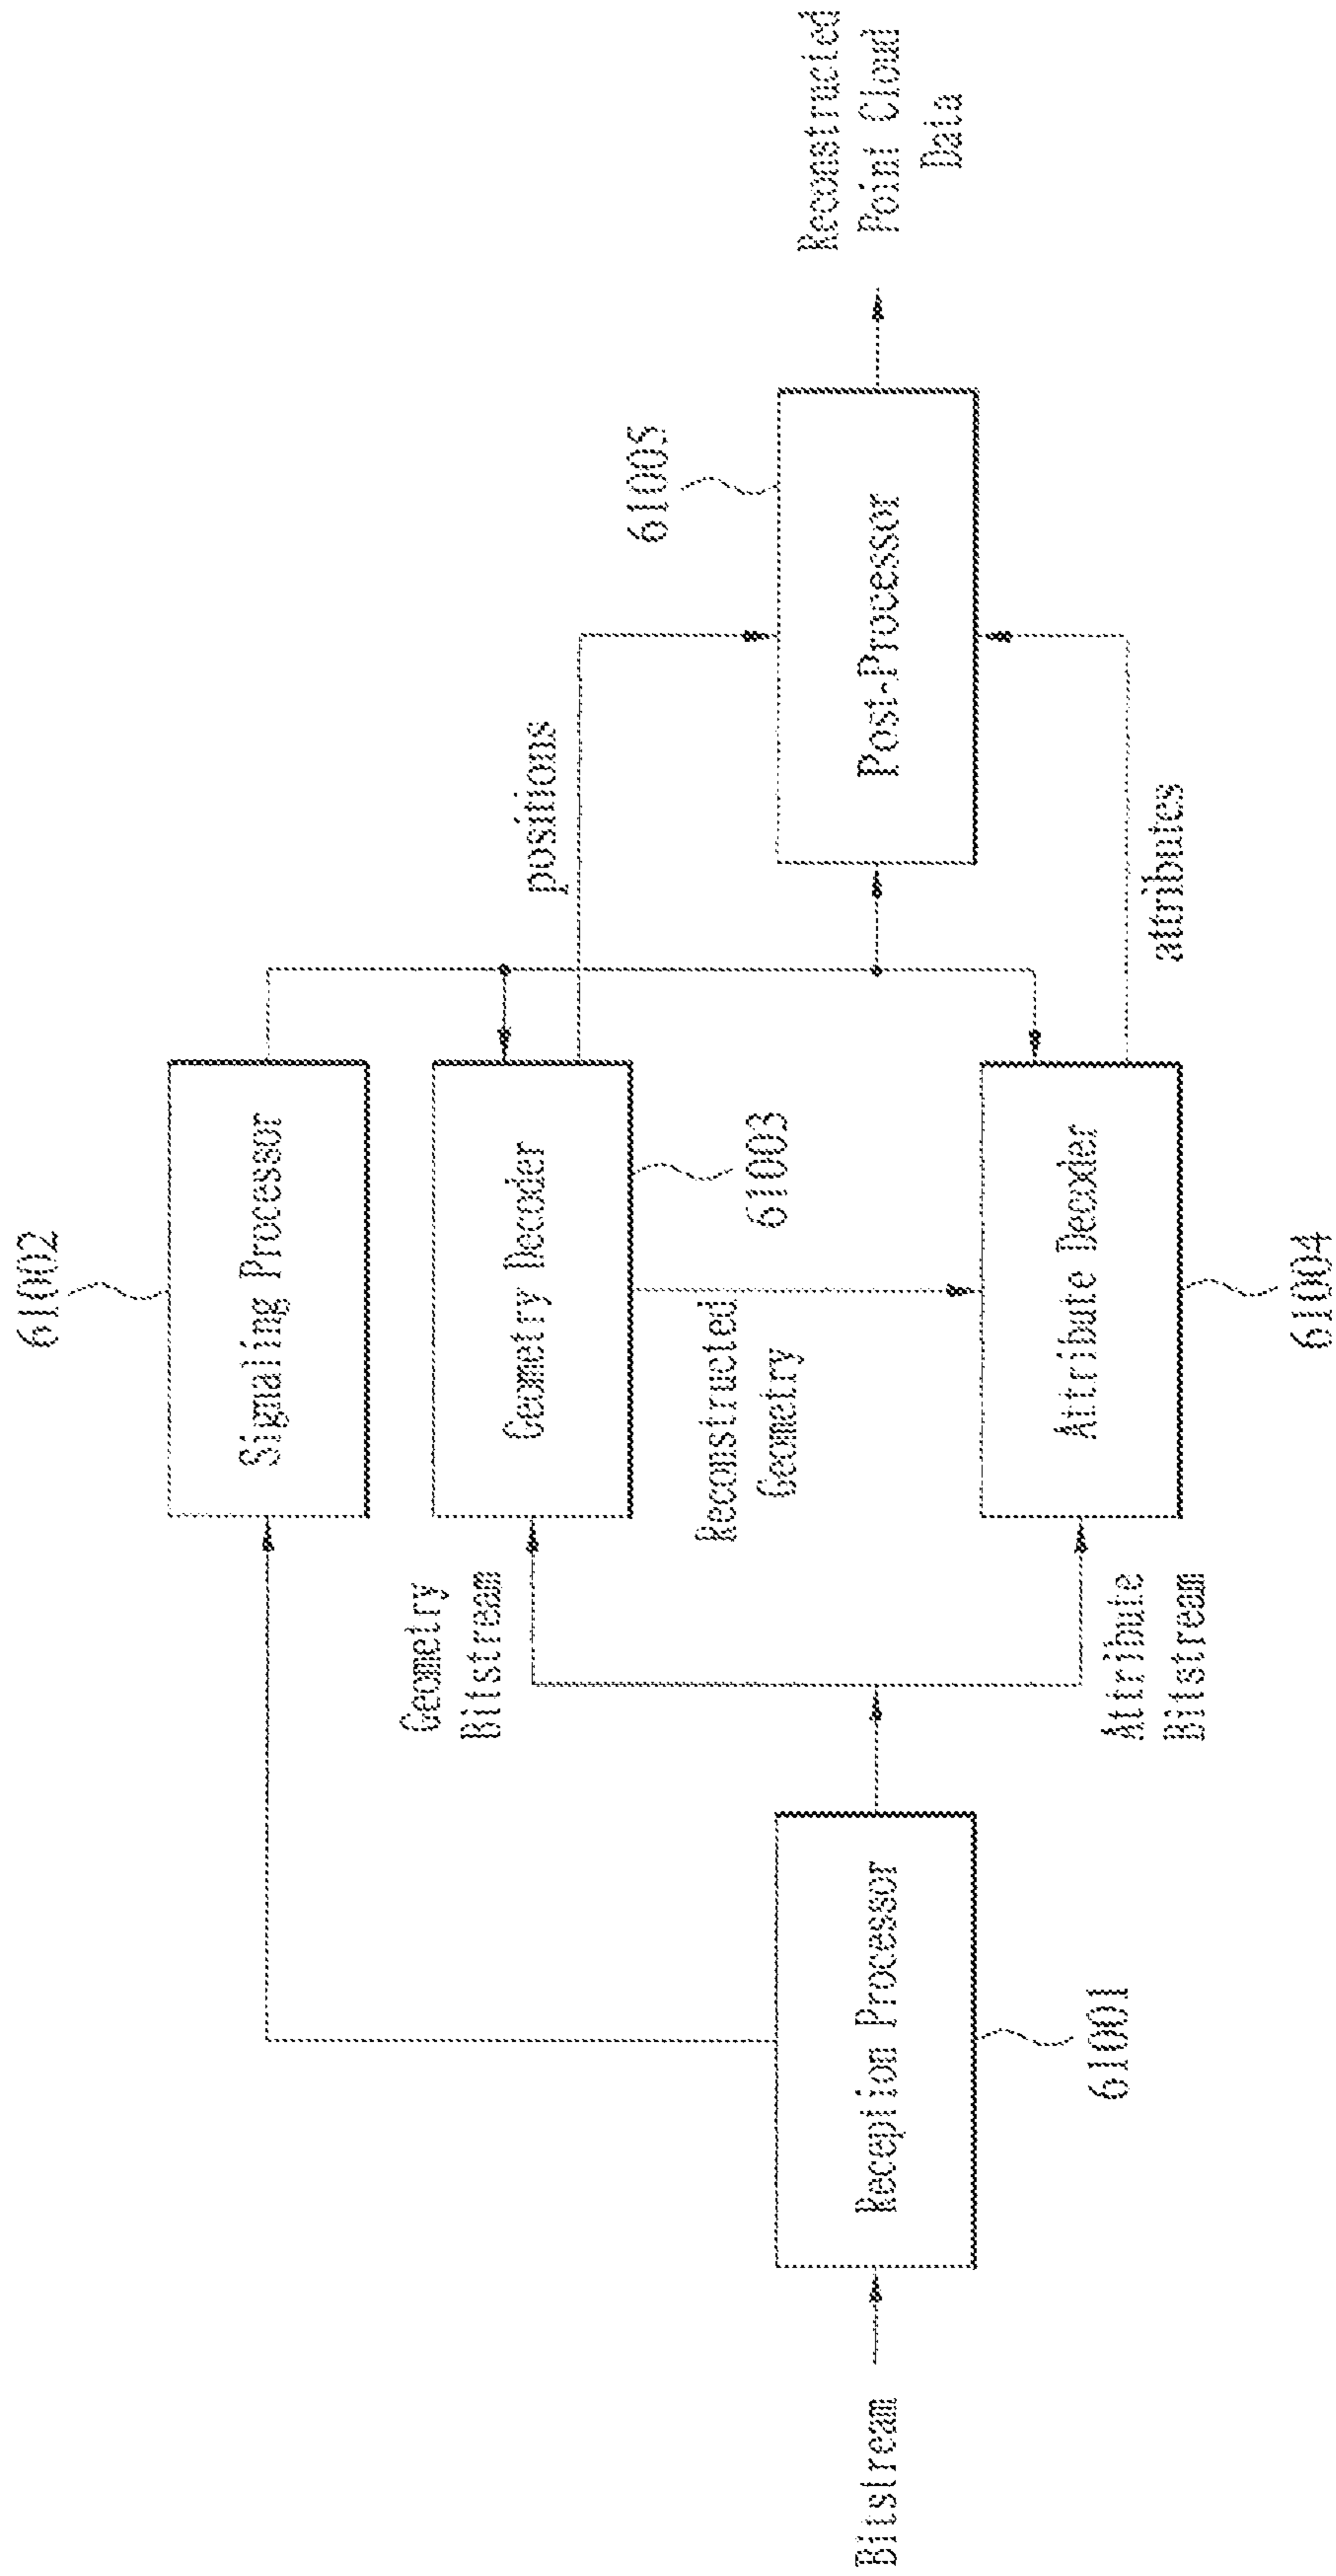 Bitstream
Reception Processor
61001
Geometry
Bitstream
Attribute
Bitstream
61002
Signaling Processor
Geometry Decoder
61003
Reconstructed
Geometry
Attribute Decoder
61004
positions
attributes
61005
Post-Processor
Reconstructed
Point Cloud
Data